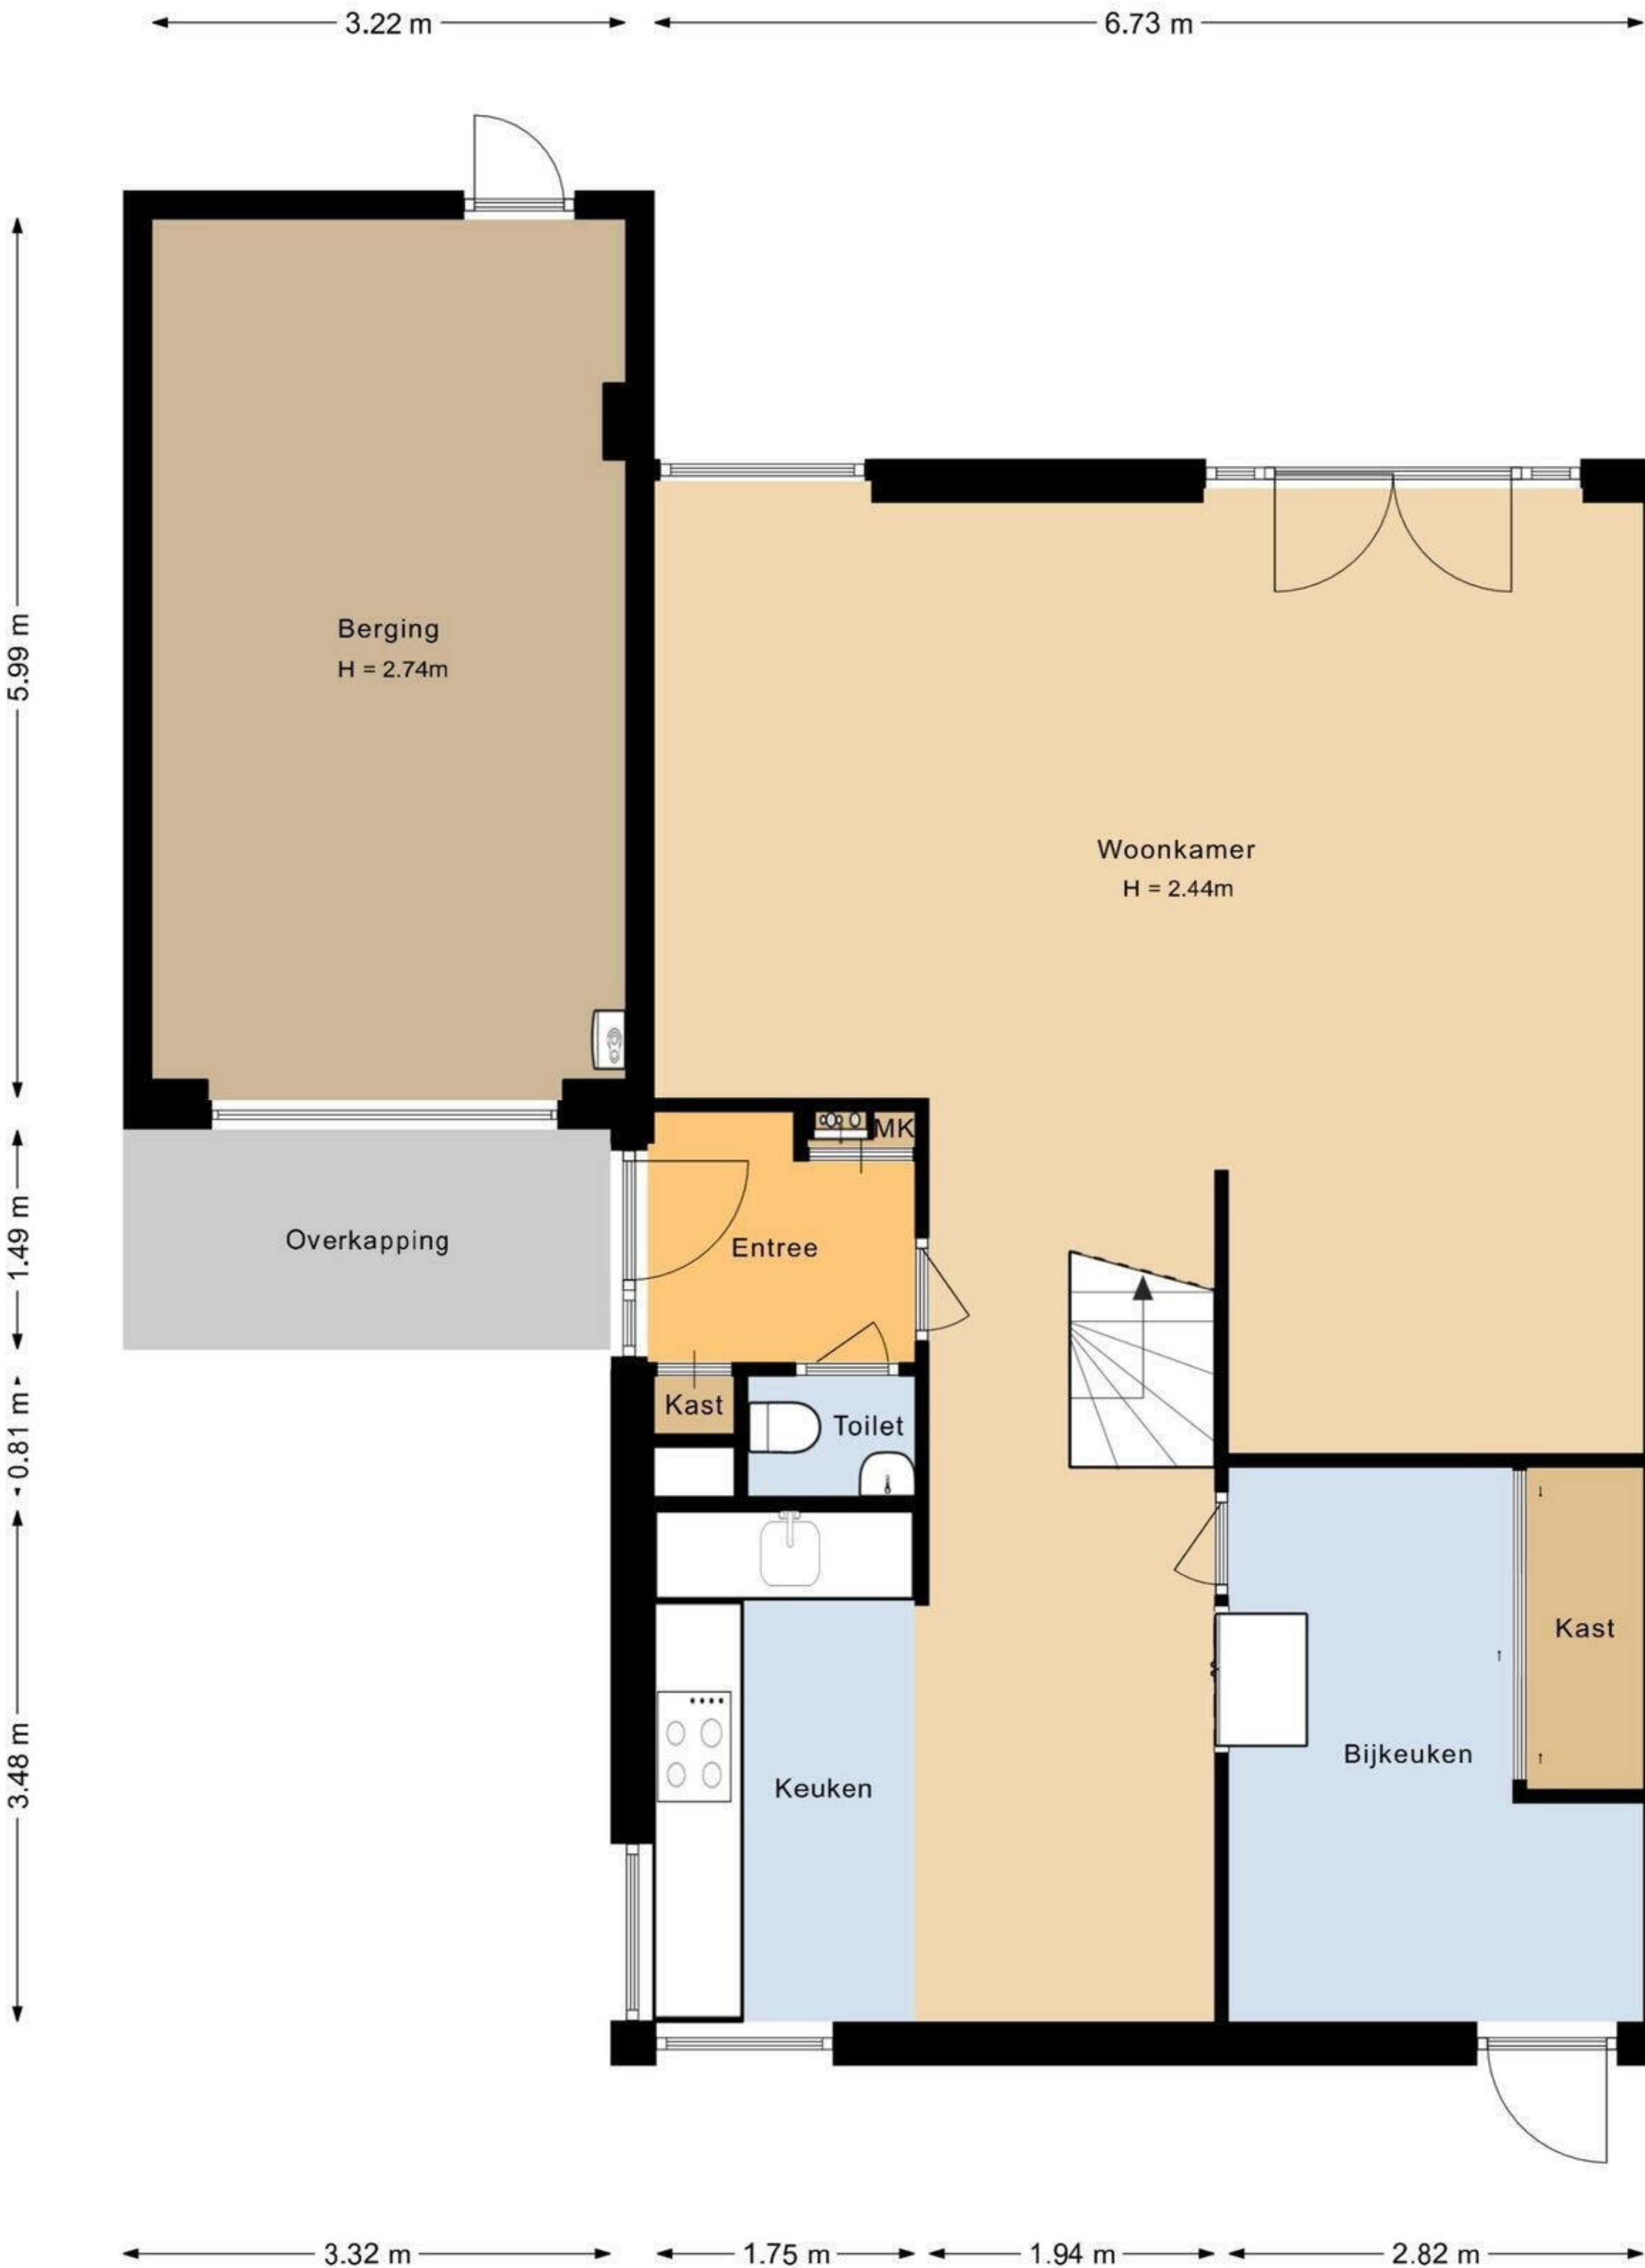 3.22 m
6.73 m
5.99 m
Berging
H = 2.74m
Woonkamer
H = 2.44m
MK
1.49 m
Overkapping
Entree
0.81 m
Kast
Toilet
Kast
3.48 m
Bijkeuken
Keuken
3.32 m
1.75 m
1.94 m
2.82 m